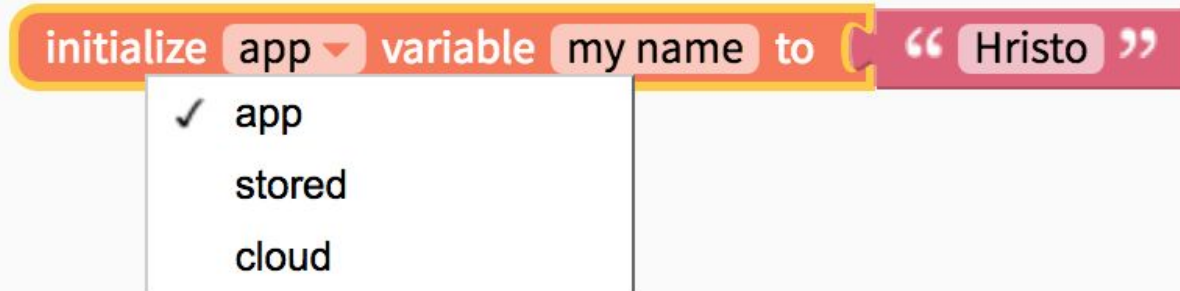 initialize app variable my name to “ Hristo ”
✓ app
stored
cloud